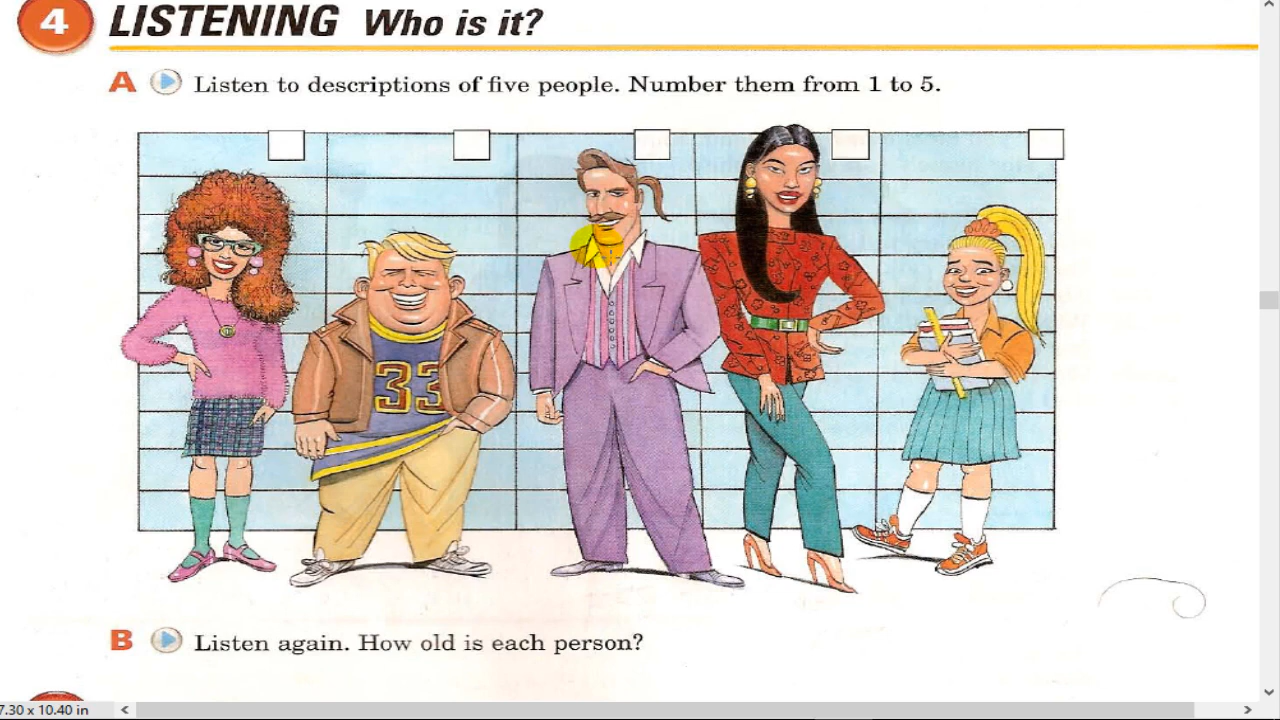 4 LISTENING Who is it?
A Listen to descriptions of five people. Number them from 1 to 5.
33
B Listen again. How old is each person?
7.30 x 10.40 in